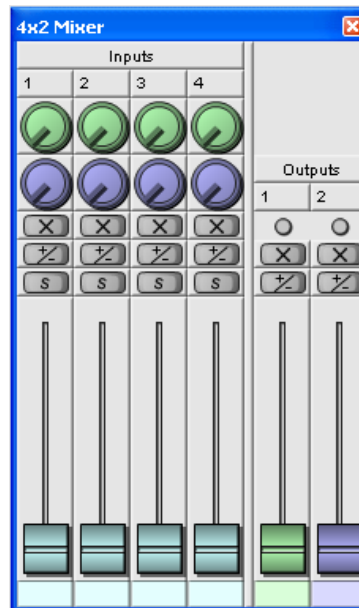 4x2 Mixer
Inputs
1 2 3 4
Outputs
1 2
X X X X X X
+/- +/- +/- +/- +/- +/-
S S S S